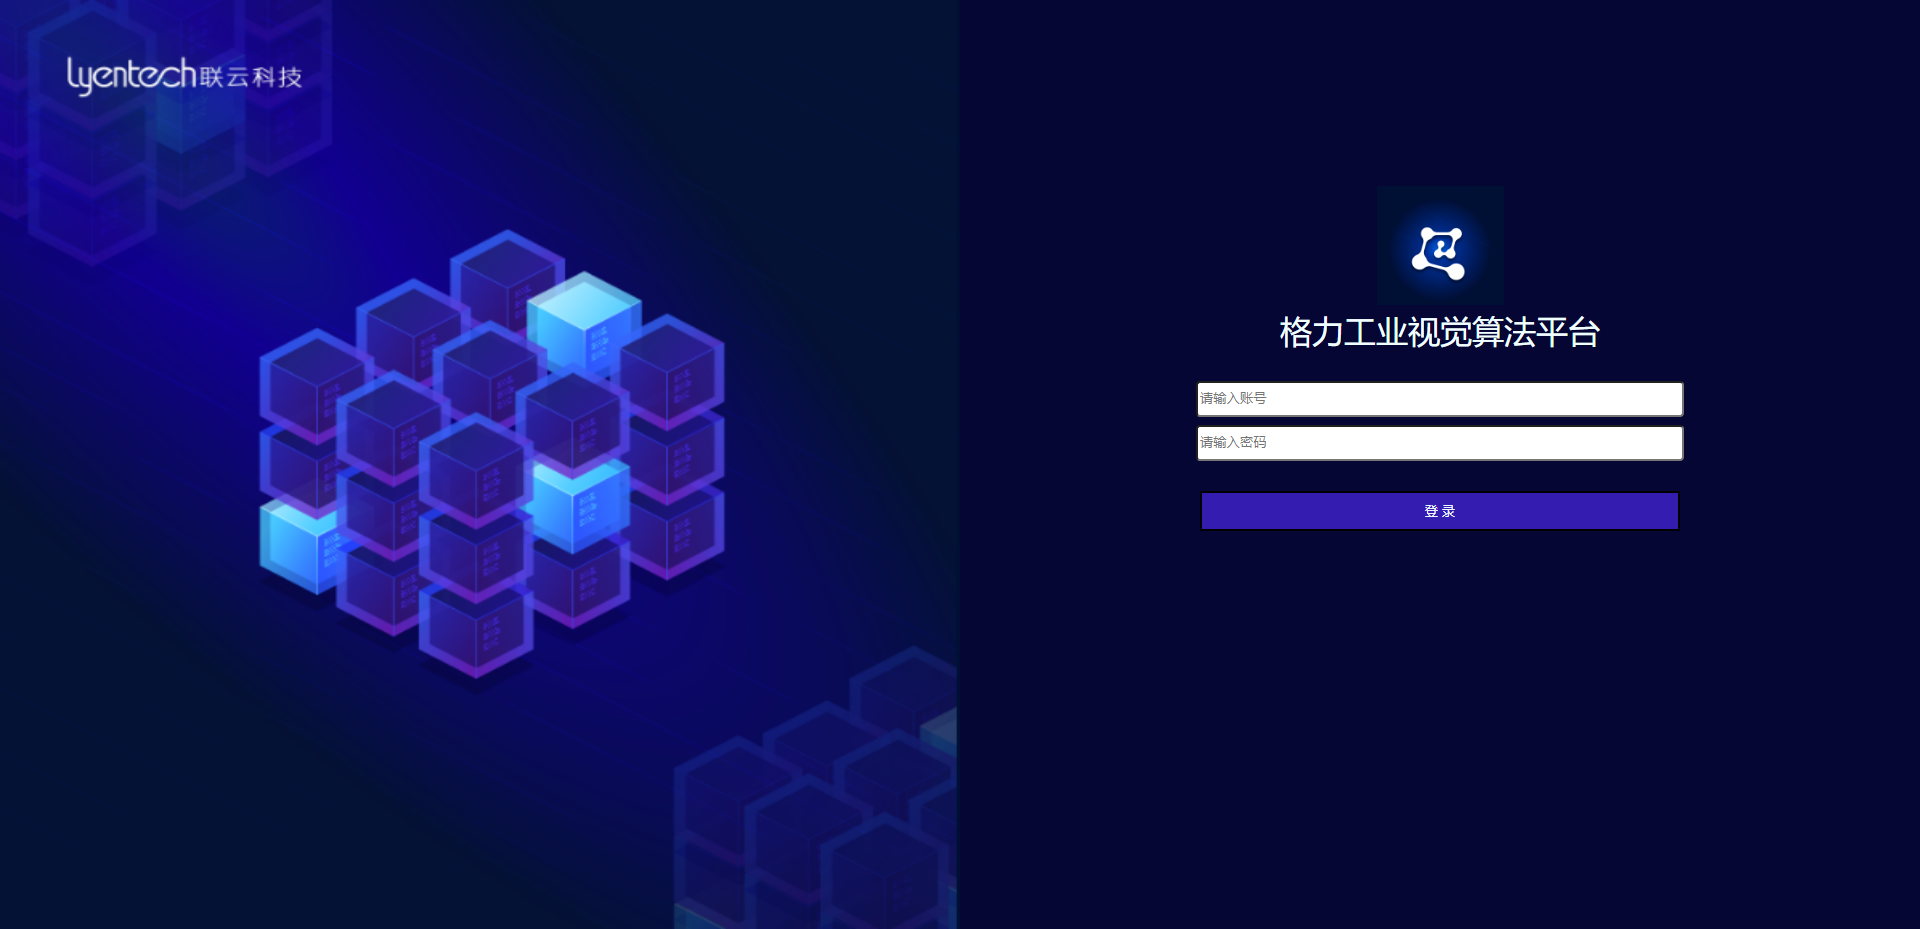 Lyentech联云科技
格力工业视觉算法平台
请输入账号
请输入密码
登 录